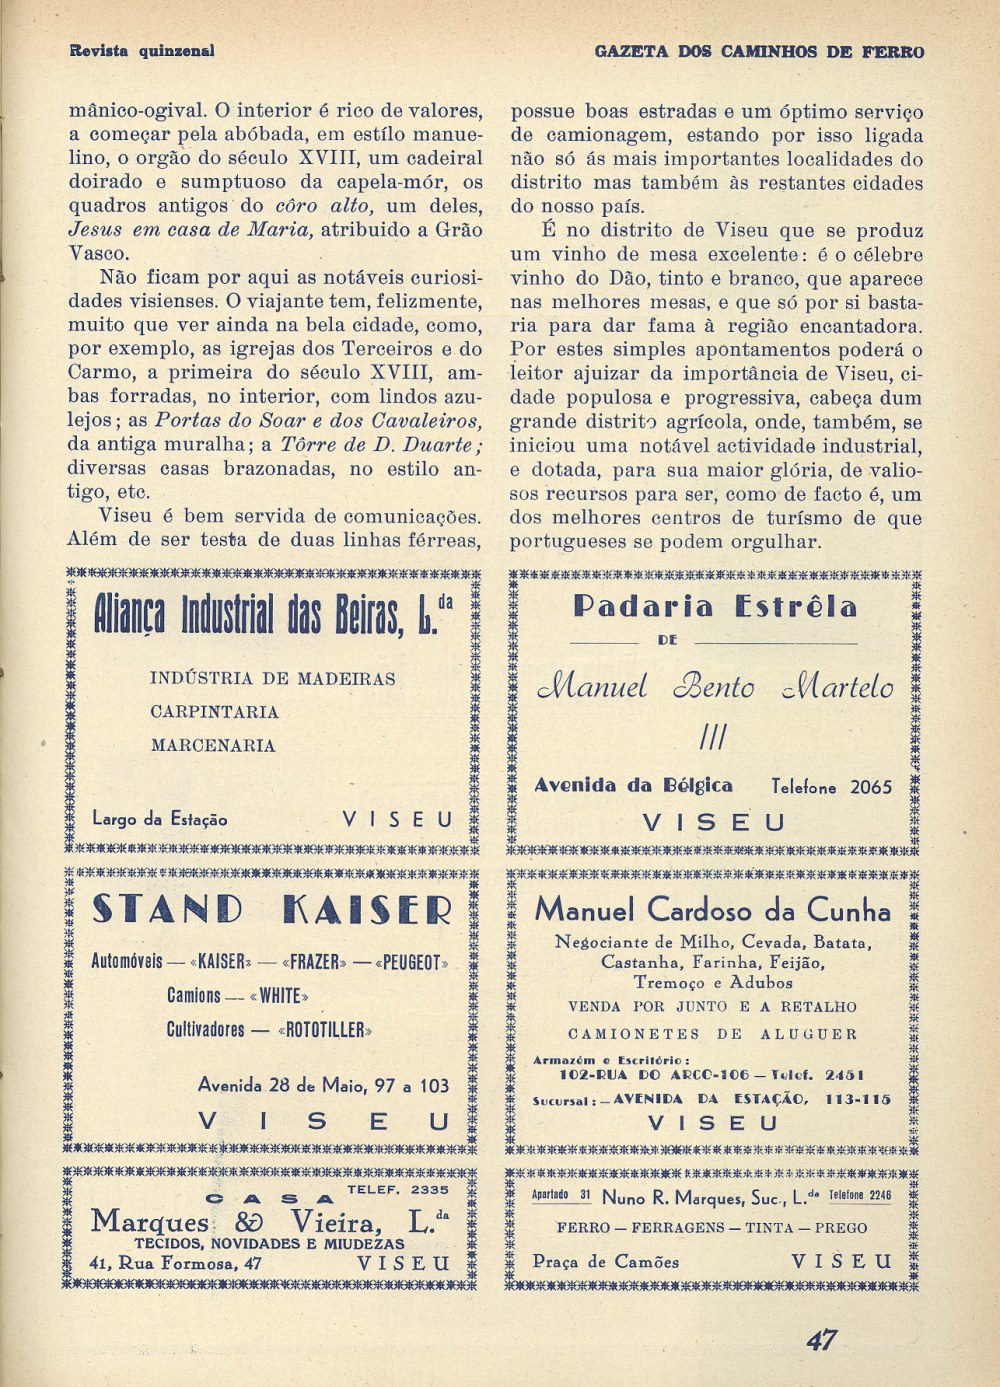 Revista quinzenal
GAZETA DOS CAMINHOS DE FERRO
mânico-ogival. O interior é rico de valores,
a começar pela abóbada, em estílo manue-
lino, o orgão do século XVIII, um cadeiral
doirado e sumptuoso da capela-mór, os
quadros antigos do côro alto, um deles,
Jesus em casa de Maria, atribuido a Grão
Vasco.
Não ficam por aqui as notáveis curiosi-
dades visienses. O viajante tem, felizmente,
muito que ver ainda na bela cidade, como,
por exemplo, as igrejas dos Terceiros e do
Carmo, a primeira do século XVIII, am-
bas forradas, no interior, com lindos azu-
lejos; as Portas do Soar e dos Cavaleiros,
da antiga muralha; a Tôrre de D. Duarte;
diversas casas brazonadas, no estilo an-
tigo, etc.
Viseu é bem servida de comunicações.
Além de ser testa de duas linhas férreas,
possue boas estradas e um óptimo serviço
de camionagem, estando por isso ligada
não só ás mais importantes localidades do
distrito mas também às restantes cidades
do nosso país.
É no distrito de Viseu que se produz
um vinho de mesa excelente: é o célebre
vinho do Dão, tinto e branco, que aparece
nas melhores mesas, e que só por si basta-
ria para dar fama à região encantadora.
Por estes simples apontamentos poderá o
leitor ajuizar da importância de Viseu, ci-
dade populosa e progressiva, cabeça dum
grande distrito agrícola, onde, também, se
iniciou uma notável actividade industrial,
e dotada, para sua maior glória, de valio-
sos recursos para ser, como de facto é, um
dos melhores centros de turísmo de que
portugueses se podem orgulhar.
Aliança Industrial das Beiras, L.da
INDÚSTRIA DE MADEIRAS
CARPINTARIA
MARCENARIA
Largo da Estação VISEU
Padaria Estrêla
DE
Manuel Bento Martelo
///
Avenida da Bélgica Telefone 2065
VISEU
STAND KAISER
Automóveis — «KAISER» — «FRAZER» — «PEUGEOT»
Camions — «WHITE»
Cultivadores — «ROTOTILLER»
Avenida 28 de Maio, 97 a 103
VISEU
Manuel Cardoso da Cunha
Negociante de Milho, Cevada, Batata,
Castanha, Farinha, Feijão,
Tremoço e Adubos
VENDA POR JUNTO E A RETALHO
CAMIONETES DE ALUGUER
Armazém e Escritório:
102-RUA DO ARCO-106 — Telef. 2451
Sucursal: — AVENIDA DA ESTAÇÃO, 113-115
VISEU
TELEF. 2335
CASA
Marques & Vieira, L.da
TECIDOS, NOVIDADES E MIUDEZAS
41, Rua Formosa, 47 VISEU
Apartado 31 Nuno R. Marques, Suc., L.da Telefone 2246
FERRO — FERRAGENS — TINTA — PREGO
Praça de Camões VISEU
47